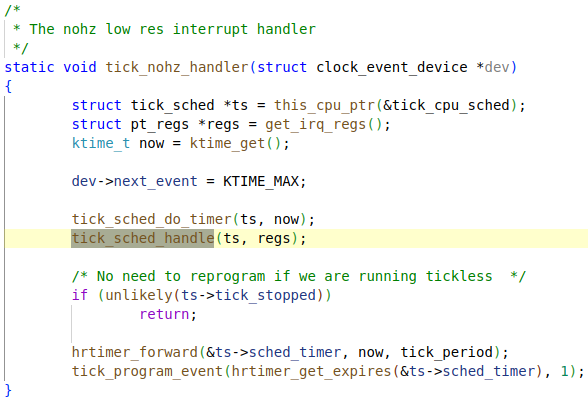 /*
 * The nohz low res interrupt handler
 */
static void tick_nohz_handler(struct clock_event_device *dev)
{
        struct tick_sched *ts = this_cpu_ptr(&tick_cpu_sched);
        struct pt_regs *regs = get_irq_regs();
        ktime_t now = ktime_get();

        dev->next_event = KTIME_MAX;

        tick_sched_do_timer(ts, now);
        tick_sched_handle(ts, regs);

        /* No need to reprogram if we are running tickless  */
        if (unlikely(ts->tick_stopped))
                return;

        hrtimer_forward(&ts->sched_timer, now, tick_period);
        tick_program_event(hrtimer_get_expires(&ts->sched_timer), 1);
}